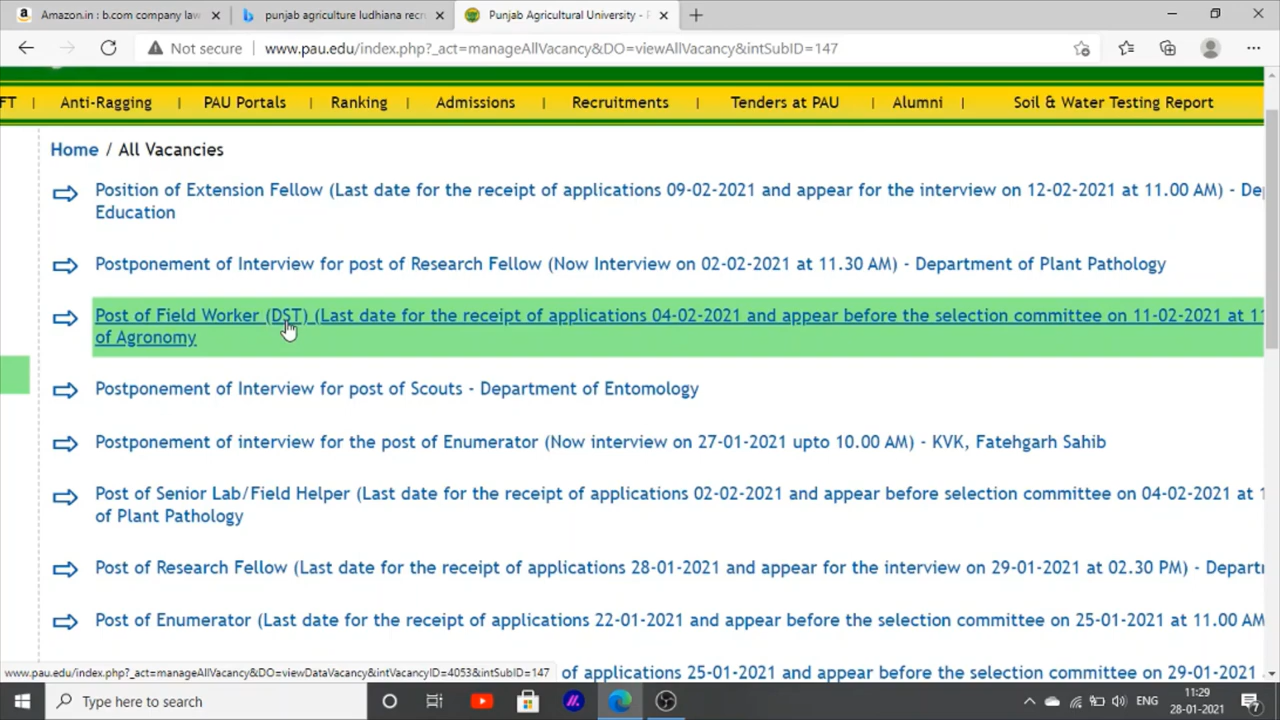 Amazon.in : b.com company law
punjab agriculture ludhiana recru
Punjab Agricultural University -
Not secure
www.pau.edu/index.php?_act=manageAllVacancy&DO=viewAllVacancy&intSubID=147
FT | Anti-Ragging | PAU Portals | Ranking | Admissions | Recruitments | Tenders at PAU | Alumni | Soil & Water Testing Report
Home / All Vacancies
Position of Extension Fellow (Last date for the receipt of applications 09-02-2021 and appear for the interview on 12-02-2021 at 11.00 AM) - De
Education
Postponement of Interview for post of Research Fellow (Now Interview on 02-02-2021 at 11.30 AM) - Department of Plant Pathology
Post of Field Worker (DST) (Last date for the receipt of applications 04-02-2021 and appear before the selection committee on 11-02-2021 at 11
of Agronomy
Postponement of Interview for post of Scouts - Department of Entomology
Postponement of interview for the post of Enumerator (Now interview on 27-01-2021 upto 10.00 AM) - KVK, Fatehgarh Sahib
Post of Senior Lab/Field Helper (Last date for the receipt of applications 02-02-2021 and appear before selection committee on 04-02-2021 at 1
of Plant Pathology
Post of Research Fellow (Last date for the receipt of applications 28-01-2021 and appear for the interview on 29-01-2021 at 02.30 PM) - Depart
Post of Enumerator (Last date for the receipt of applications 22-01-2021 and appear before the selection committee on 25-01-2021 at 11.00 AM
www.pau.edu/index.php?_act=manageAllVacancy&DO=viewDataVacancy&intVacancyID=4053&intSubID=147
of applications 25-01-2021 and appear before the selection committee on 29-01-2021
Type here to search
ENG
11:29
28-01-2021
7